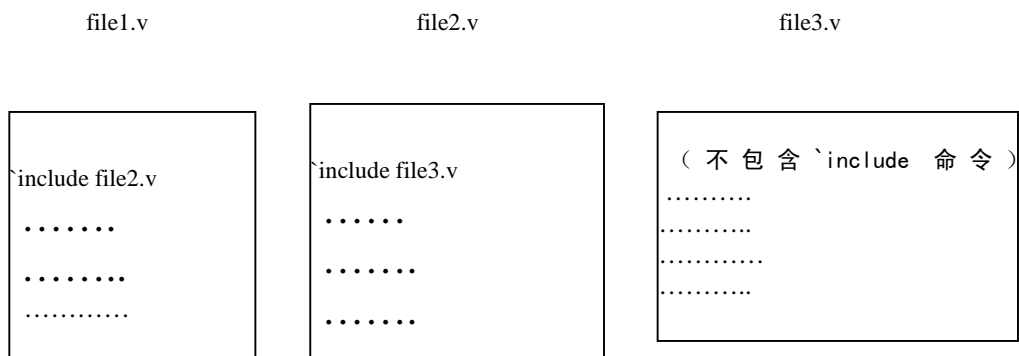 file1.v
file2.v
file3.v
`include file2.v
…….
……..
…………
`include file3.v
……
…….
…….
（ 不 包 含 `include 命 令 ）
……….
………..
…………
………..